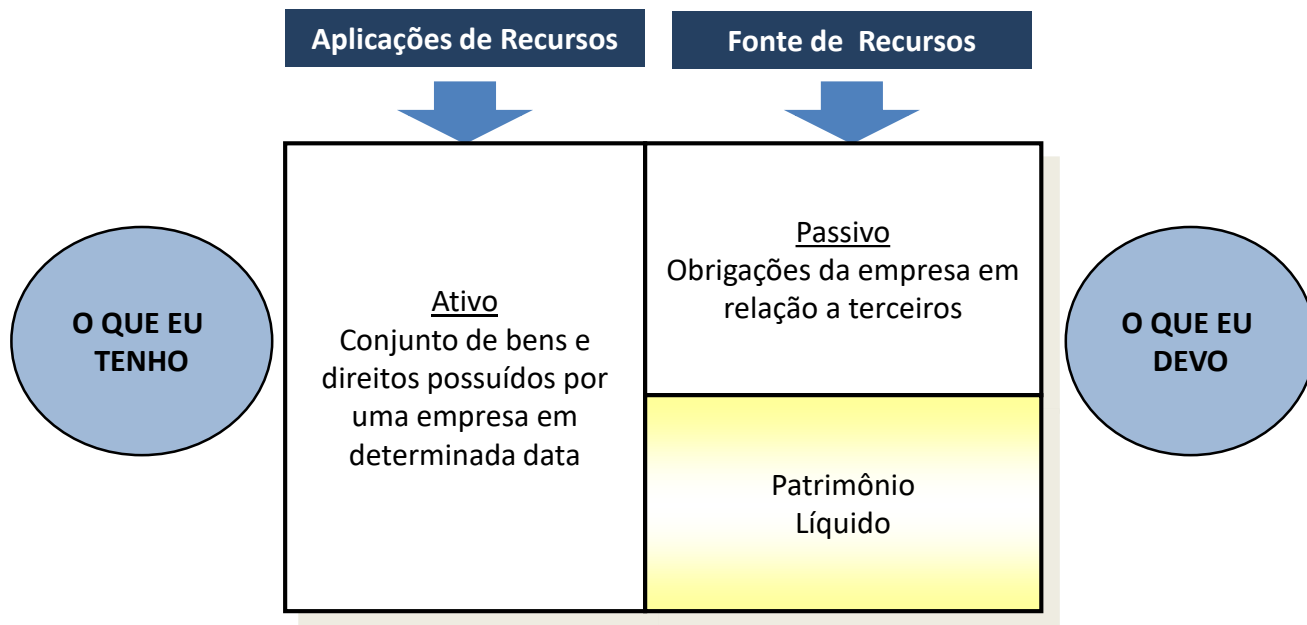 Aplicações de Recursos
Fonte de Recursos
O QUE EU
TENHO
Ativo
Conjunto de bens e
direitos possuídos por
uma empresa em
determinada data
Passivo
Obrigações da empresa em
relação a terceiros
Patrimônio
Líquido
O QUE EU
DEVO